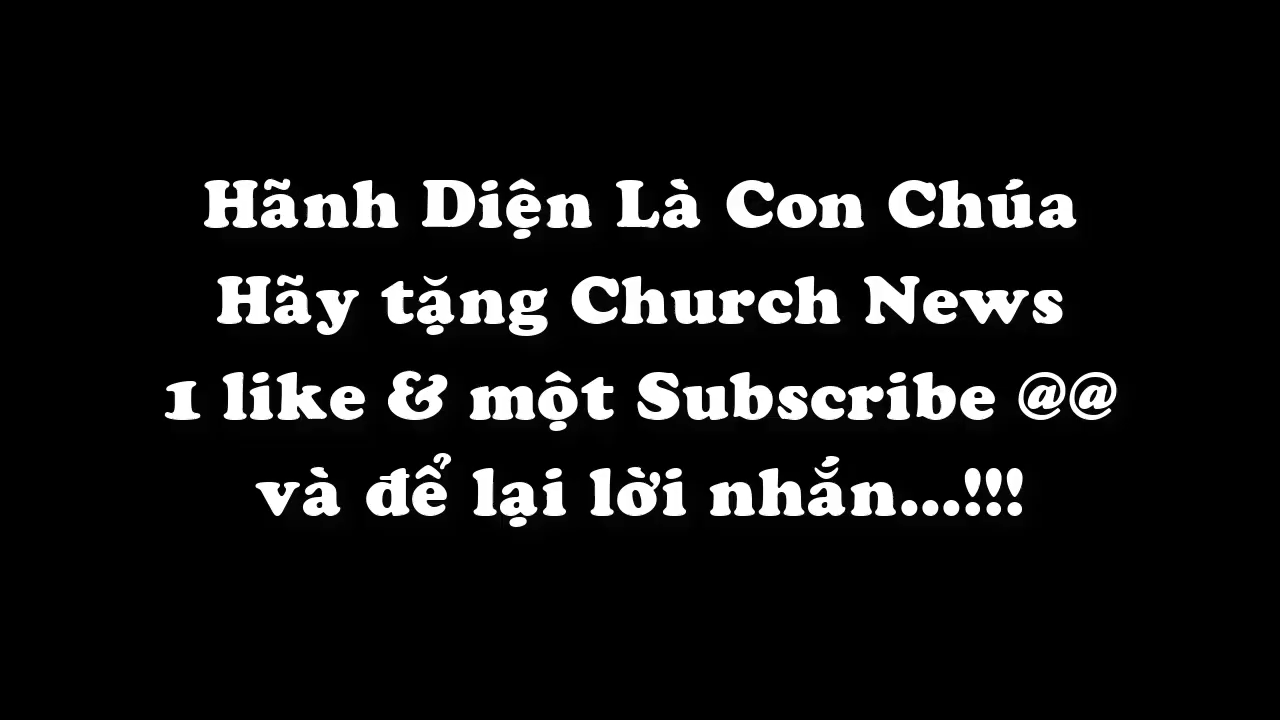 Hãnh Diện Là Con Chúa
Hãy tặng Church News
1 like & một Subscribe @@
và để lại lời nhắn...!!!